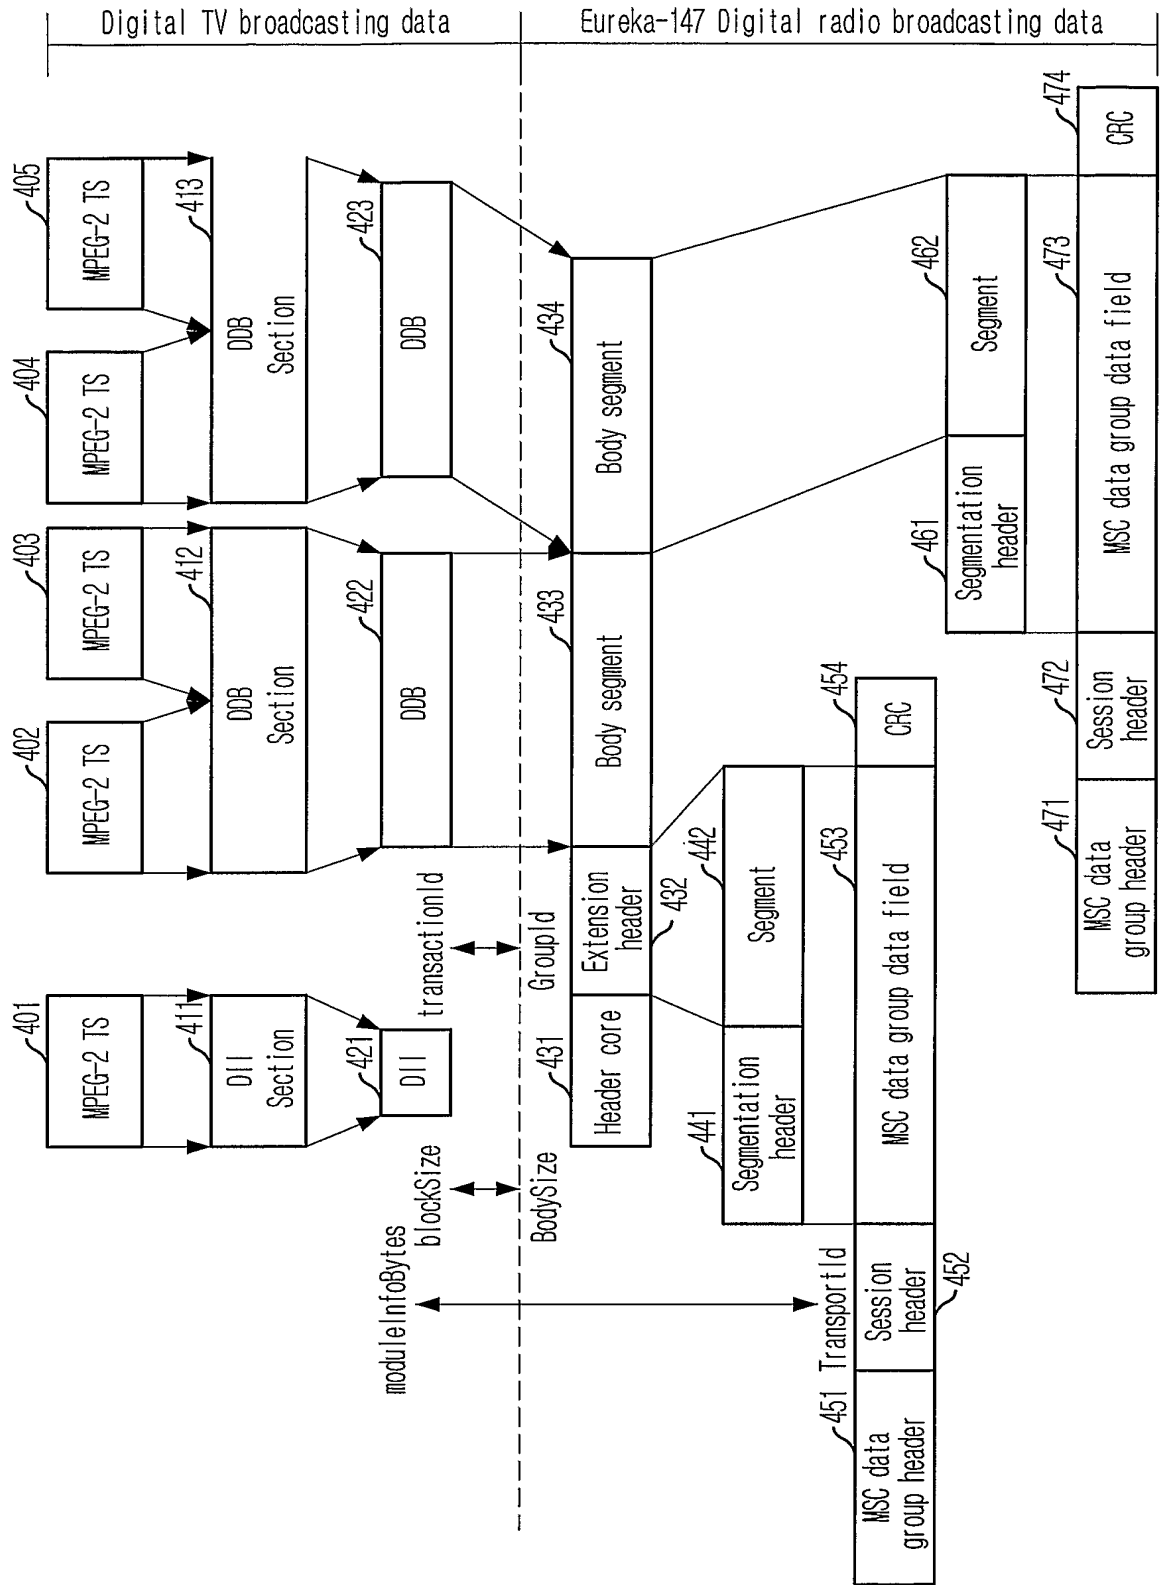 Digital TV broadcasting data
Eureka-147 Digital radio broadcasting data
401
402
403
404
405
MPEG-2 TS
MPEG-2 TS
MPEG-2 TS
MPEG-2 TS
MPEG-2 TS
411
412
413
DII
Section
DDB
Section
DDB
Section
421
422
423
DII
DDB
DDB
moduleInfoBytes
blockSize
transactionId
BodySize
GroupId
431
433
434
Header core
Extension
header
Body segment
Body segment
432
441
442
Segmentation
header
Segment
451
TransportId
453
454
MSC data
group header
Session
header
MSC data group data field
CRC
452
461
462
Segmentation
header
Segment
471
472
473
474
MSC data
group header
Session
header
MSC data group data field
CRC